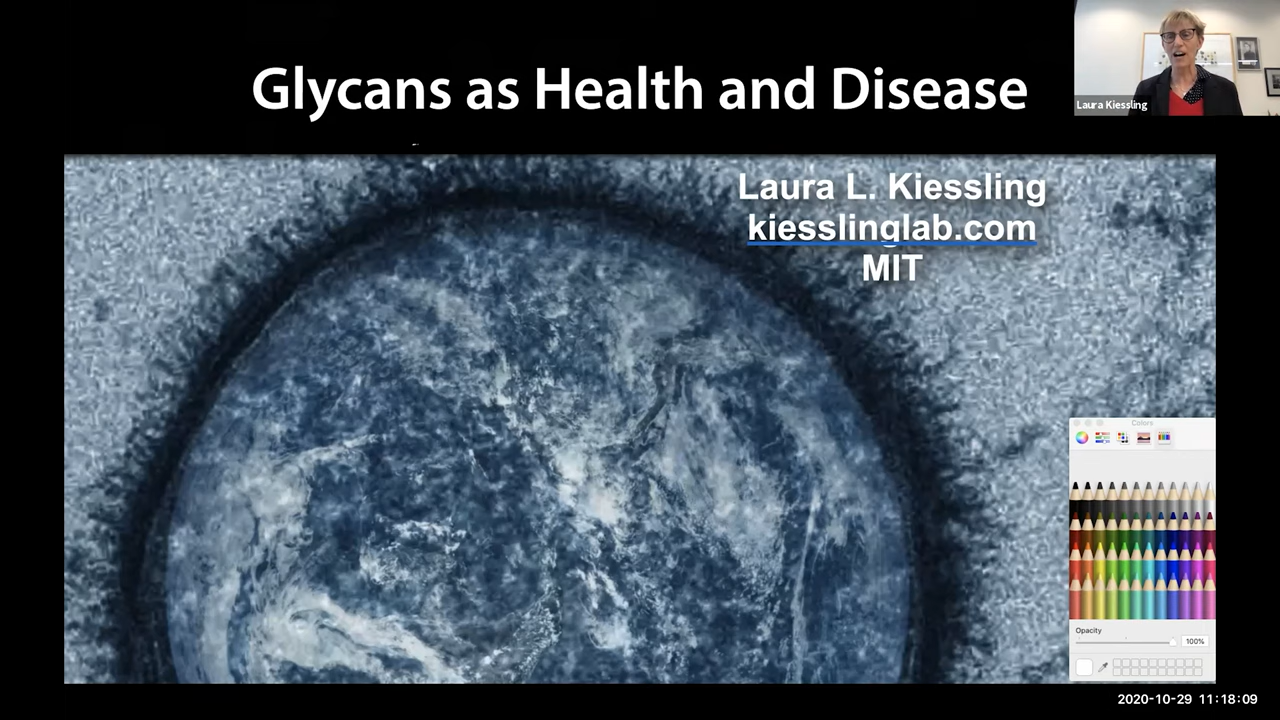 Glycans as Health and Disease
Laura Kiessling
Laura L. Kiessling
kiesslinglab.com
MIT
Colors
Opacity
100%
2020-10-29 11:18:09